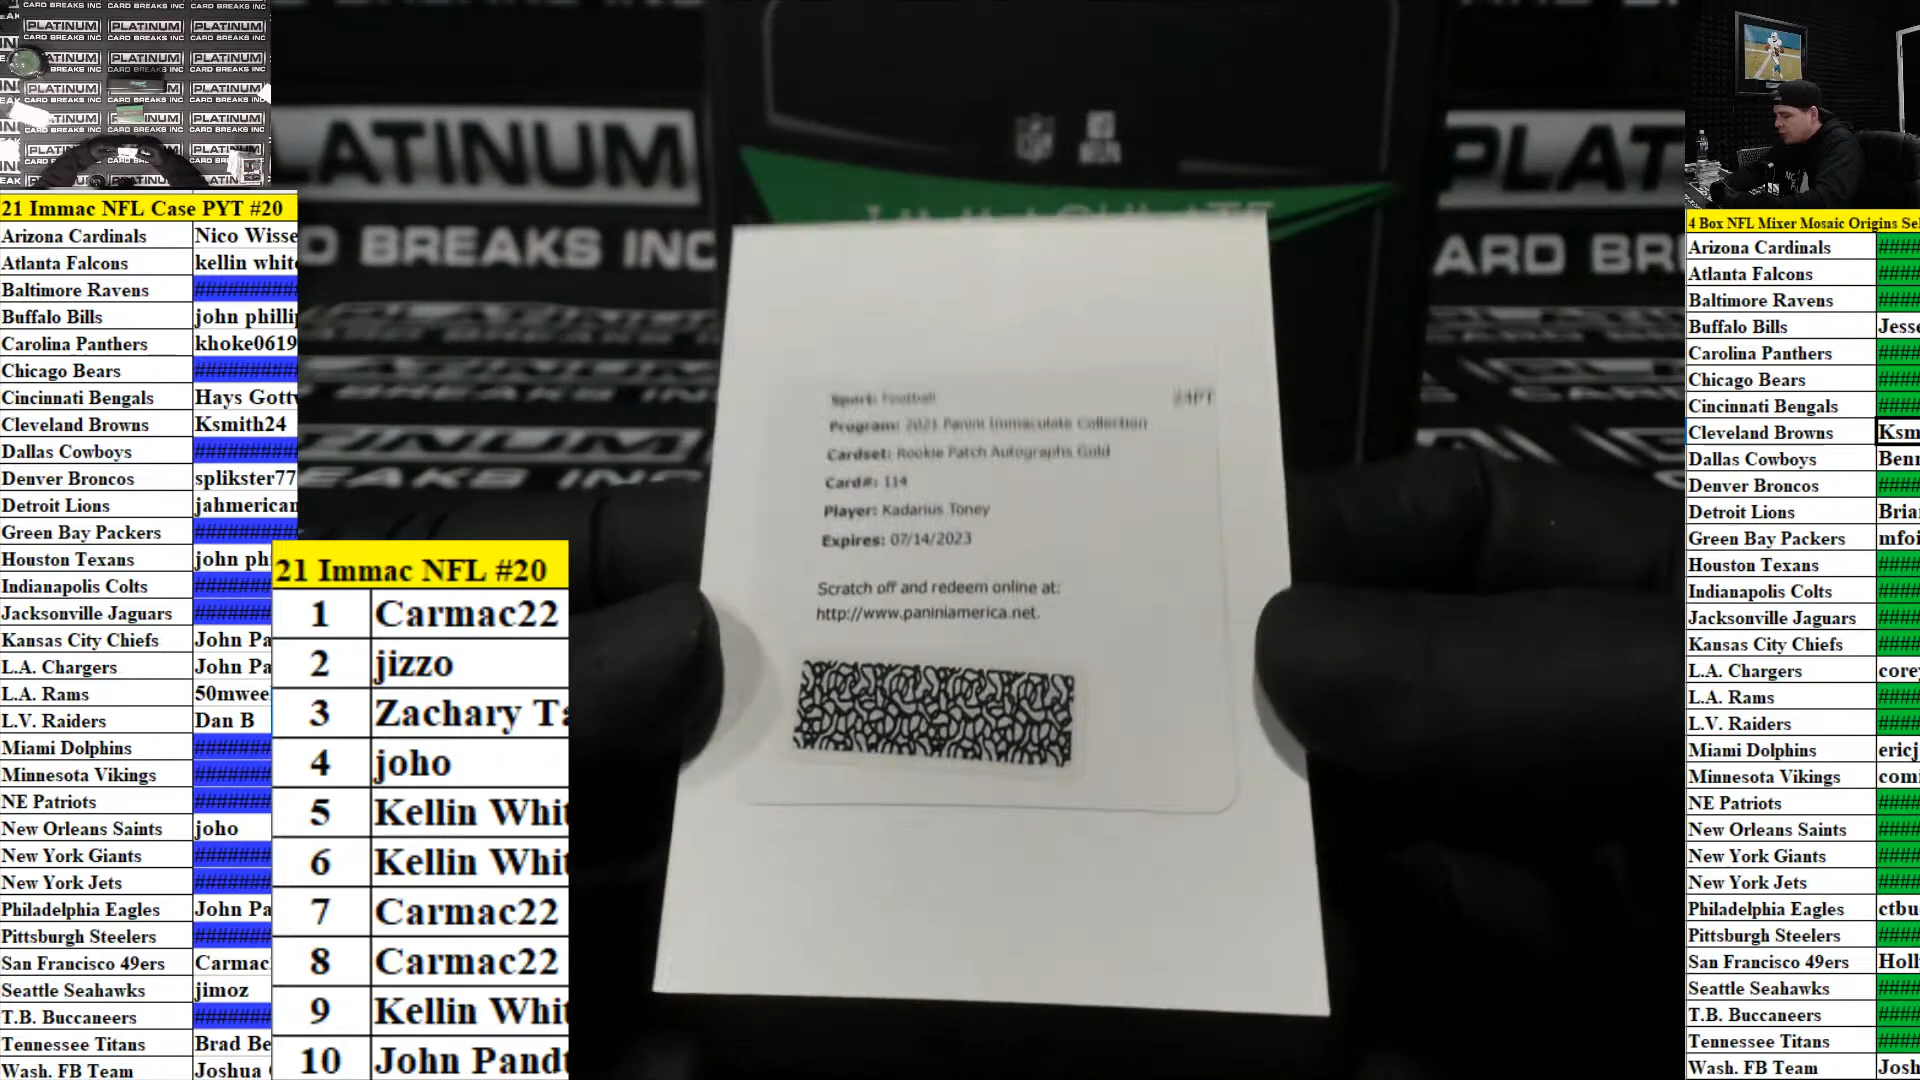 21 Immac NFL Case PYT #20
Arizona Cardinals Nico Wisse
Atlanta Falcons kellin white
Baltimore Ravens ##########
Buffalo Bills john phillip
Carolina Panthers khoke0619
Chicago Bears ##########
Cincinnati Bengals Hays Gottv
Cleveland Browns Ksmith24
Dallas Cowboys ##########
Denver Broncos splikster77
Detroit Lions jahmerican
Green Bay Packers ##########
Houston Texans john ph
Indianapolis Colts #######
Jacksonville Jaguars #######
Kansas City Chiefs John Pa
L.A. Chargers John Pa
L.A. Rams 50mwee
L.V. Raiders Dan B
Miami Dolphins #######
Minnesota Vikings #######
NE Patriots #######
New Orleans Saints joho
New York Giants #######
New York Jets #######
Philadelphia Eagles John Pa
Pittsburgh Steelers #######
San Francisco 49ers Carmac
Seattle Seahawks jimoz
T.B. Buccaneers #######
Tennessee Titans Brad Be
Wash. FB Team Joshua
21 Immac NFL #20
1 Carmac22
2 jizzo
3 Zachary Ta
4 joho
5 Kellin Whit
6 Kellin Whit
7 Carmac22
8 Carmac22
9 Kellin Whit
10 John Pandt
PLATINUM
CARD BREAKS INC
NFL
IMMACULATE
Sport: Football 24PT
Program: 2021 Panini Immaculate Collection
Cardset: Rookie Patch Autographs Gold
Card#: 114
Player: Kadarius Toney
Expires: 07/14/2023
Scratch off and redeem online at:
http://www.paniniamerica.net.
4 Box NFL Mixer Mosaic Origins Se
Arizona Cardinals ####
Atlanta Falcons ####
Baltimore Ravens ####
Buffalo Bills Jesse
Carolina Panthers ####
Chicago Bears ####
Cincinnati Bengals ####
Cleveland Browns Ksm
Dallas Cowboys Benn
Denver Broncos ####
Detroit Lions Brian
Green Bay Packers mfoi
Houston Texans ####
Indianapolis Colts ####
Jacksonville Jaguars ####
Kansas City Chiefs ####
L.A. Chargers corey
L.A. Rams ####
L.V. Raiders ####
Miami Dolphins ericj
Minnesota Vikings comi
NE Patriots ####
New Orleans Saints ####
New York Giants ####
New York Jets ####
Philadelphia Eagles ctbu
Pittsburgh Steelers ####
San Francisco 49ers Holl
Seattle Seahawks ####
T.B. Buccaneers ####
Tennessee Titans ####
Wash. FB Team Josh